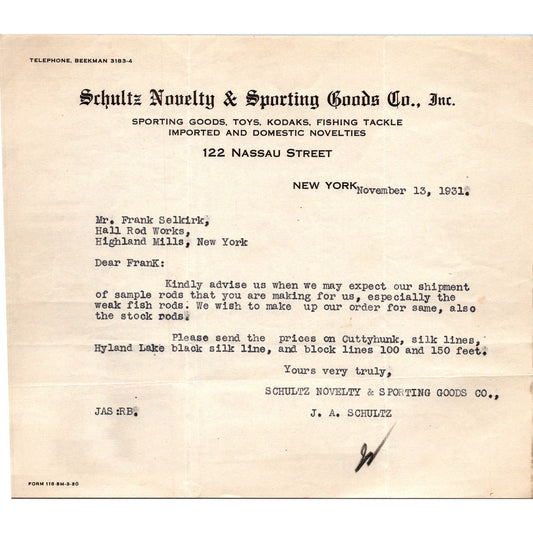 TELEPHONE, BEEKMAN 3183-4
Schultz Novelty & Sporting Goods Co., Inc.
SPORTING GOODS, TOYS, KODAKS, FISHING TACKLE
IMPORTED AND DOMESTIC NOVELTIES
122 NASSAU STREET
NEW YORK November 13, 1931.
Mr. Frank Selkirk,
Hall Rod Works,
Highland Mills, New York
Dear FranK:
Kindly advise us when we may expect our shipment
of sample rods that you are making for us, especially the
weak fish rods. We wish to make up our order for same, also
the stock rods.
Please send the prices on Cuttyhunk, silk lines,
Hyland Lake black silk line, and block lines 100 and 150 feet.
Yours very truly,
SCHULTZ NOVELTY & SPORTING GOODS CO.,
JAS:RB. J. A. SCHULTZ
FORM 116-5M-3-30